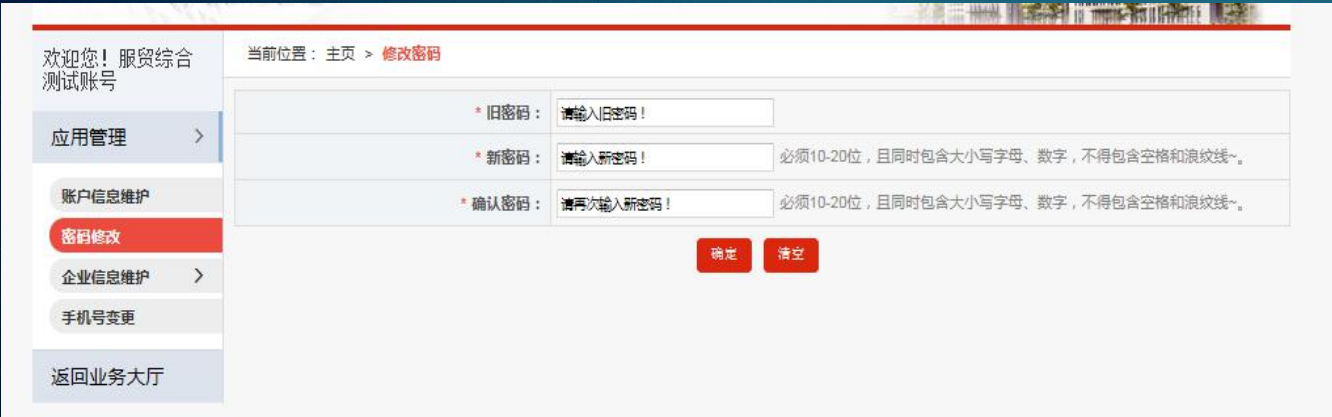 欢迎您！服贸综合
测试账号
应用管理 >
账户信息维护
密码修改
企业信息维护 >
手机号变更
返回业务大厅
当前位置： 主页 > 修改密码
* 旧密码： 请输入旧密码！
* 新密码： 请输入新密码！ 必须10-20位，且同时包含大小写字母、数字，不得包含空格和浪纹线~。
* 确认密码： 请再次输入新密码！ 必须10-20位，且同时包含大小写字母、数字，不得包含空格和浪纹线~。
确定 清空